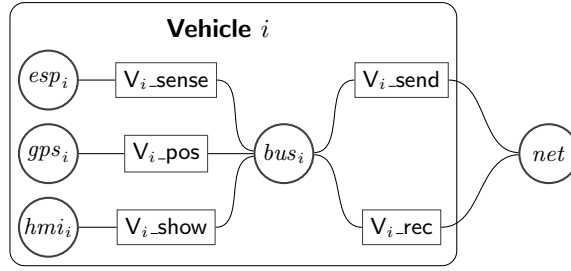 Vehicle i
esp_i V_i_sense V_i_send
gps_i V_i_pos bus_i net
hmi_i V_i_show V_i_rec